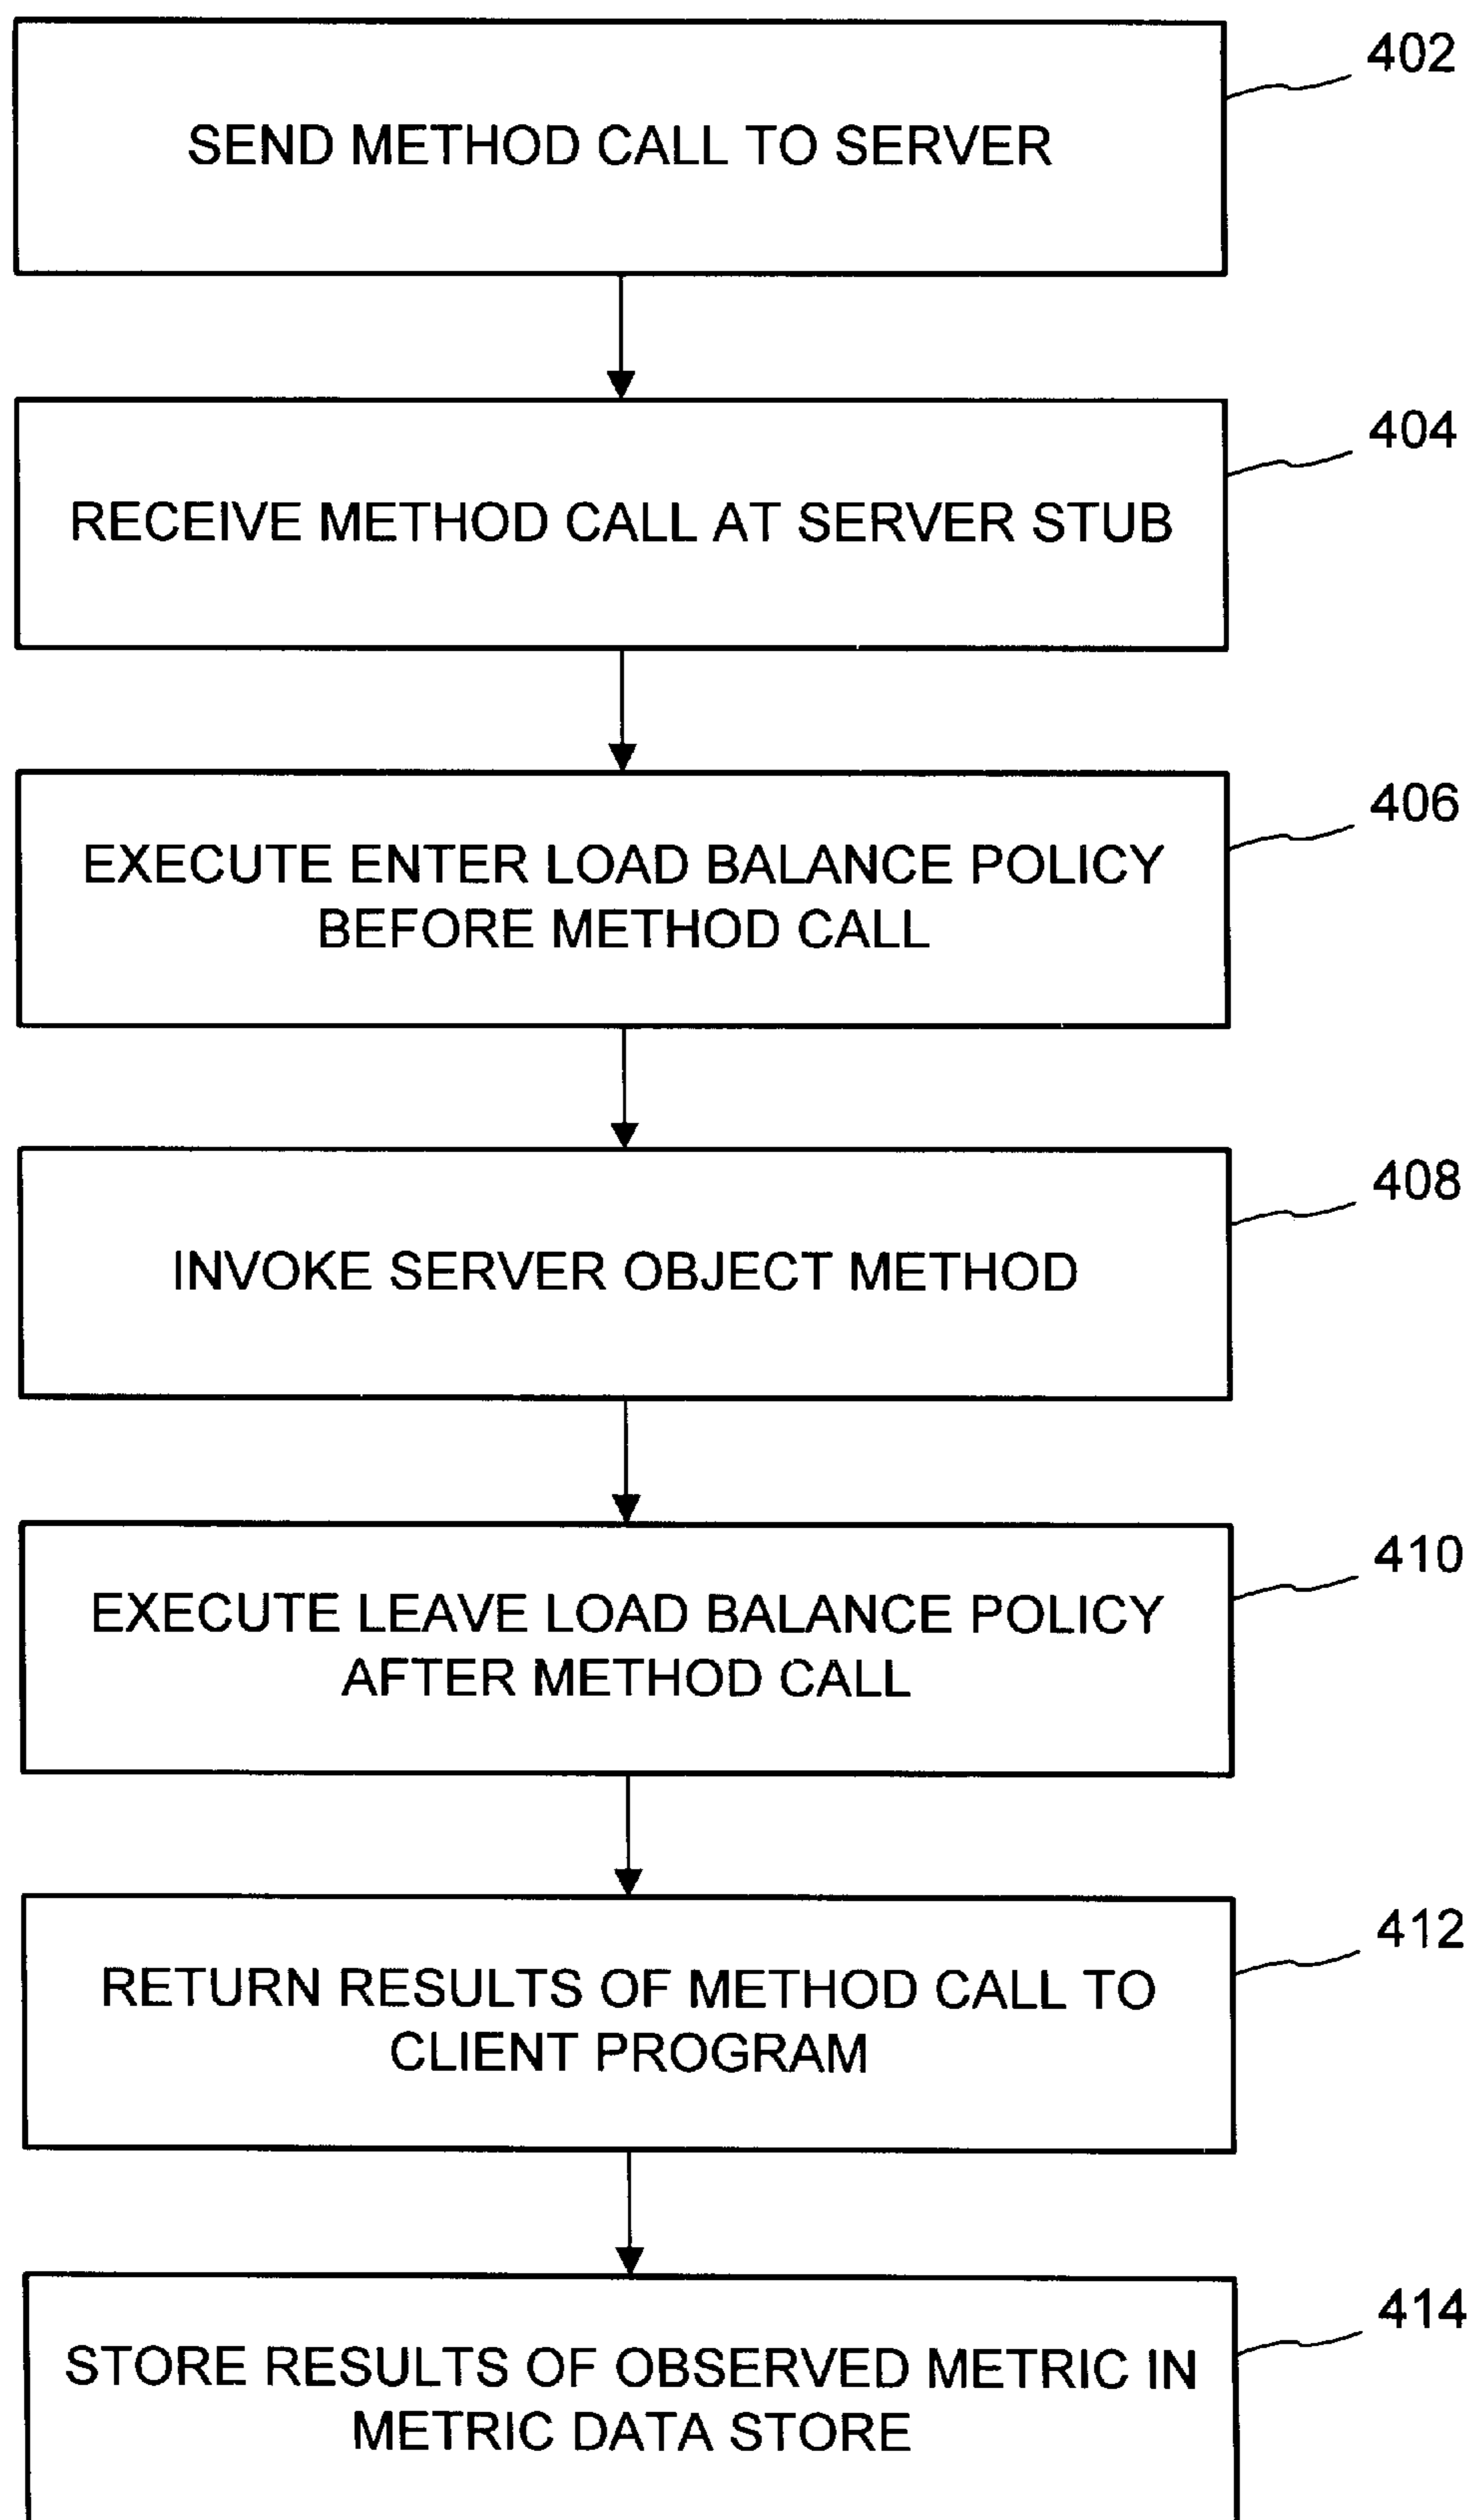 402
SEND METHOD CALL TO SERVER
404
RECEIVE METHOD CALL AT SERVER STUB
406
EXECUTE ENTER LOAD BALANCE POLICY
BEFORE METHOD CALL
408
INVOKE SERVER OBJECT METHOD
410
EXECUTE LEAVE LOAD BALANCE POLICY
AFTER METHOD CALL
412
RETURN RESULTS OF METHOD CALL TO
CLIENT PROGRAM
414
STORE RESULTS OF OBSERVED METRIC IN
METRIC DATA STORE